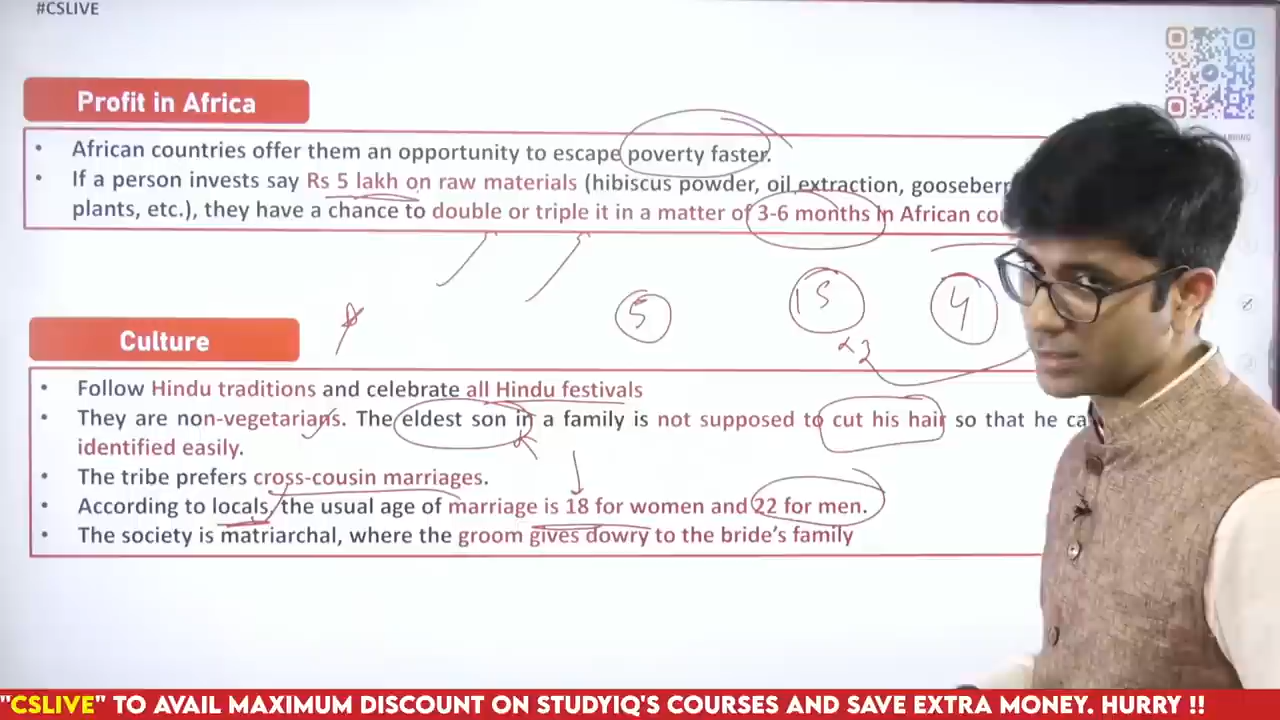 #CSLIVE
Profit in Africa
• African countries offer them an opportunity to escape poverty faster.
• If a person invests say Rs 5 lakh on raw materials (hibiscus powder, oil extraction,
plants, etc.), they have a chance to double or triple it in a matter of 3-6 months in African
5 15 4
Culture
x2
• Follow Hindu traditions and celebrate all Hindu festivals
• They are non-vegetarians. The eldest son in a family is not supposed to cut his hair so that he
identified easily.
• The tribe prefers cross-cousin marriages.
• According to locals, the usual age of marriage is 18 for women and 22 for men.
• The society is matriarchal, where the groom gives dowry to the bride's family
"CSLIVE" TO AVAIL MAXIMUM DISCOUNT ON STUDYIQ'S COURSES AND SAVE EXTRA MONEY. HURRY !!